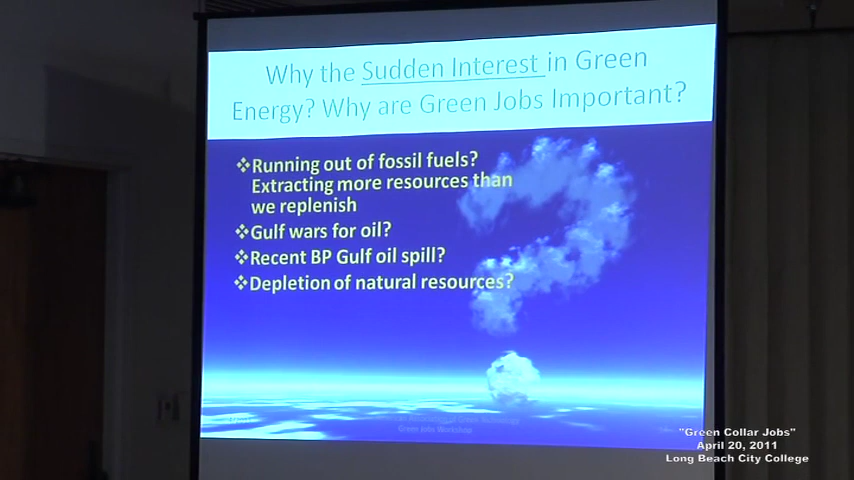 Why the Sudden Interest in Green
Energy? Why are Green Jobs Important?
❖Running out of fossil fuels?
Extracting more resources than
we replenish
❖Gulf wars for oil?
❖Recent BP Gulf oil spill?
❖Depletion of natural resources?
Green Jobs Workshop
"Green Collar Jobs"
April 20, 2011
Long Beach City College